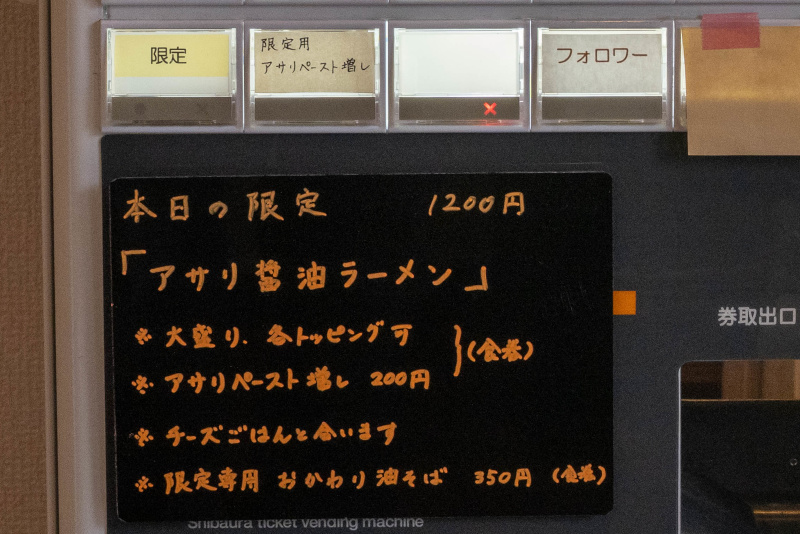 限定
限定用
アサリペースト増し
×
フォロワー
本日の限定 1200円
「アサリ醤油ラーメン」
※ 大盛り、各トッピング可
※ アサリペースト増し 200円
(食券)
※ チーズごはんと合います
※ 限定専用 おかわり油そば 350円 (食券)
券取出口
Shibaura ticket vending machine